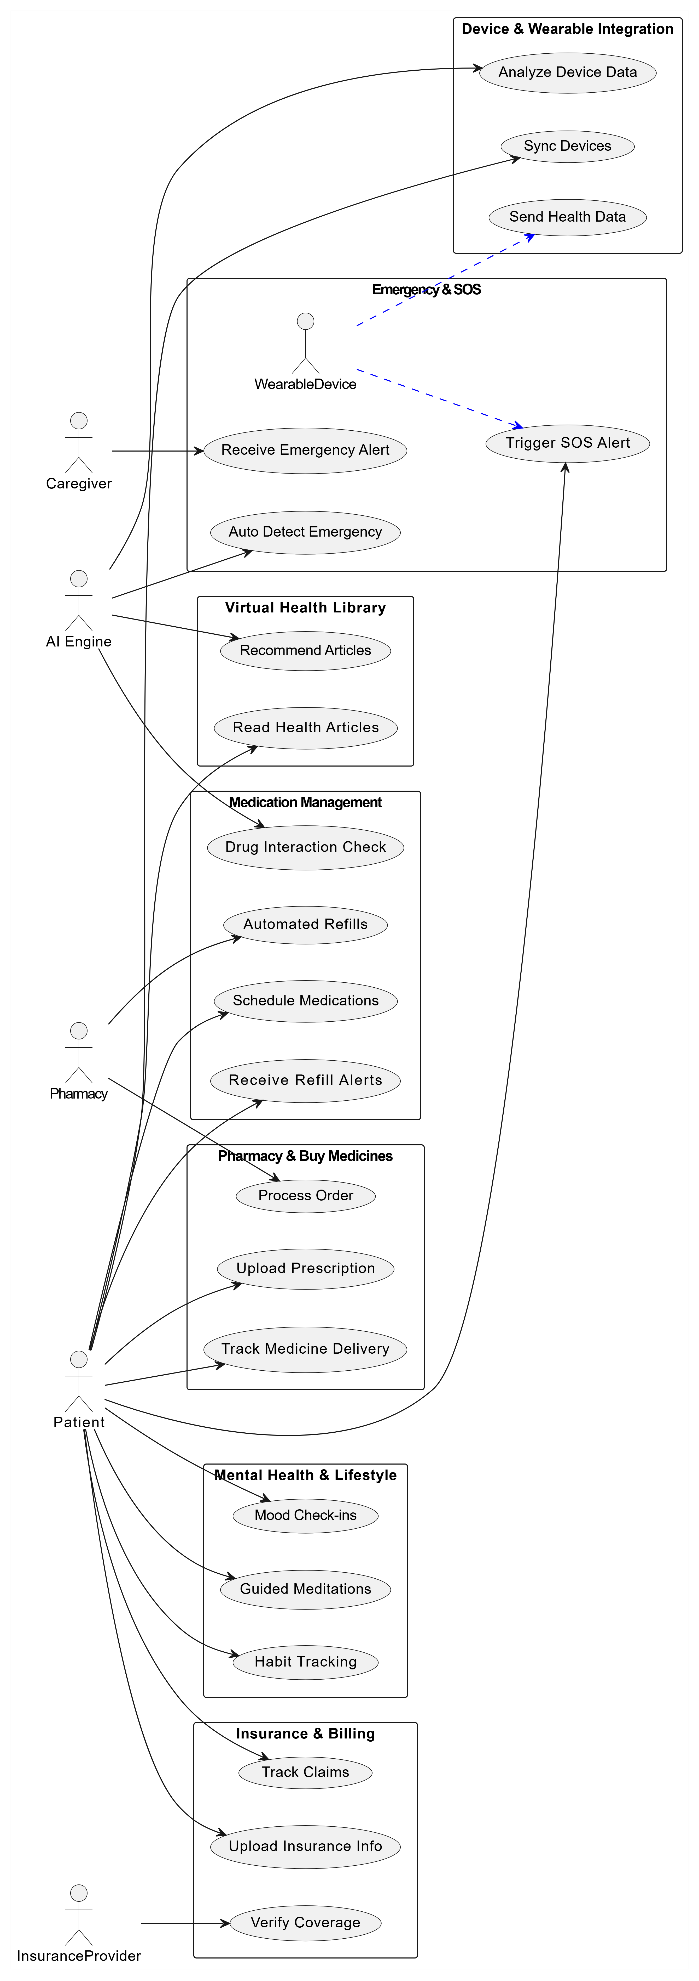 Device & Wearable Integration
Analyze Device Data
Sync Devices
Send Health Data
Emergency & SOS
WearableDevice
Trigger SOS Alert
Caregiver
Receive Emergency Alert
Auto Detect Emergency
AI Engine
Virtual Health Library
Recommend Articles
Read Health Articles
Medication Management
Drug Interaction Check
Automated Refills
Schedule Medications
Pharmacy
Receive Refill Alerts
Pharmacy & Buy Medicines
Process Order
Upload Prescription
Track Medicine Delivery
Patient
Mental Health & Lifestyle
Mood Check-ins
Guided Meditations
Habit Tracking
Insurance & Billing
Track Claims
Upload Insurance Info
Verify Coverage
InsuranceProvider